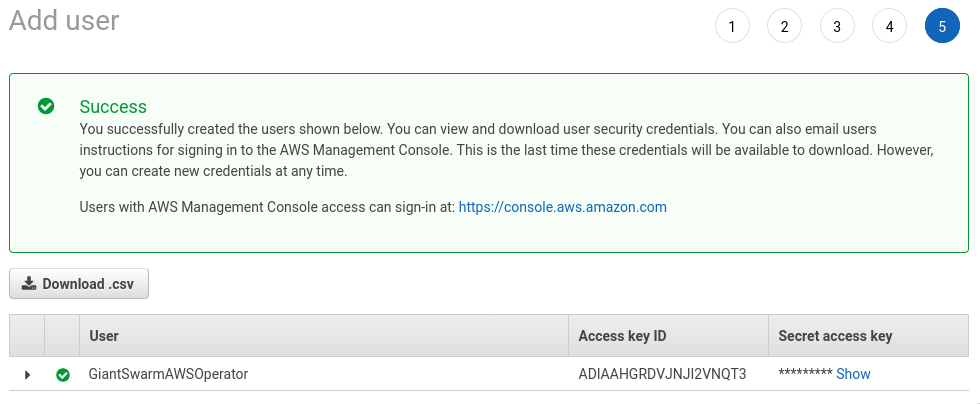 Add user
1 2 3 4 5
Success
You successfully created the users shown below. You can view and download user security credentials. You can also email users
instructions for signing in to the AWS Management Console. This is the last time these credentials will be available to download. However,
you can create new credentials at any time.
Users with AWS Management Console access can sign-in at: https://console.aws.amazon.com
Download .csv
User Access key ID Secret access key
GiantSwarmAWSOperator ADIAAHGRDVJNJI2VNQT3 ********* Show